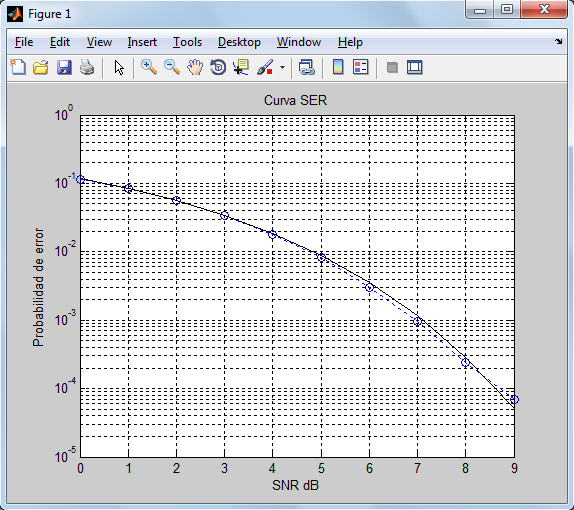 Figure 1
File Edit View Insert Tools Desktop Window Help
Curva SER
10^0
10^-1
10^-2
10^-3
10^-4
10^-5
Probabilidad de error
0 1 2 3 4 5 6 7 8 9
SNR dB